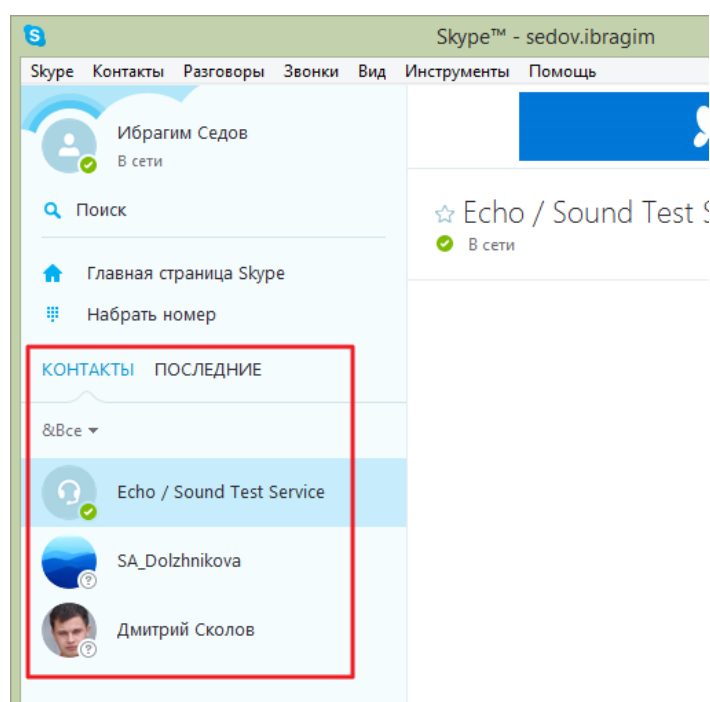 Skype™ - sedov.ibragim
Skype Контакты Разговоры Звонки Вид Инструменты Помощь
Ибрагим Седов
В сети
Поиск
Главная страница Skype
Набрать номер
КОНТАКТЫ ПОСЛЕДНИЕ
&Все
Echo / Sound Test Service
SA_Dolzhnikova
Дмитрий Сколов
Echo / Sound Test
В сети